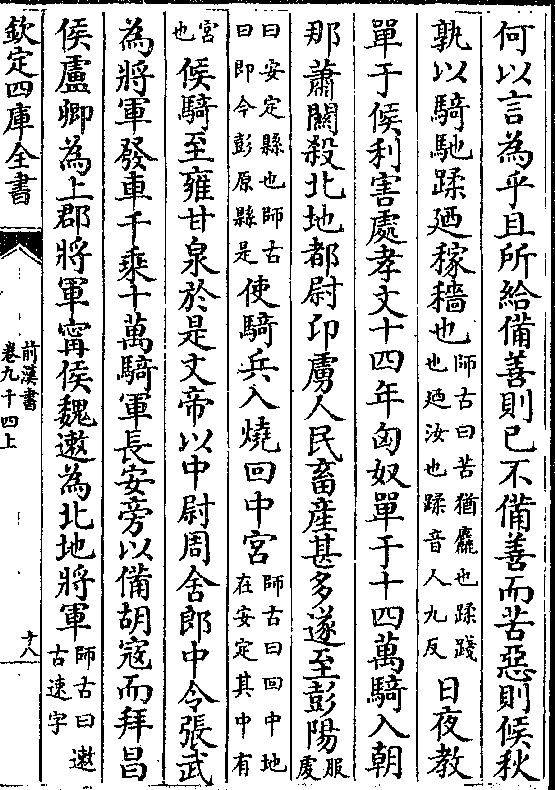 何以言為乎且所給備善則已不備善而苦惡則候秋
孰以騎馳蹂廼稼穡也師古曰苦猶麤也蹂踐也廼汝也蹂音人九反日夜教
單于候利害處孝文十四年匈奴單于十四萬騎入朝
那蕭關殺北地都尉卬虜人民畜産甚多遂至彭陽服䖍
曰安定縣也師古曰即今彭原縣是使騎兵入燒回中宮師古曰回中地在安定其中有
宮也候騎至雍甘泉於是文帝以中尉周舍郎中令張武
為將軍發車千乘十萬騎軍長安旁以備胡寇而拜昌
侯盧卿為上郡將軍甯侯魏遬為北地將軍師古曰遬古速字
欽定四庫全書
前漢書
卷九十四上
十八